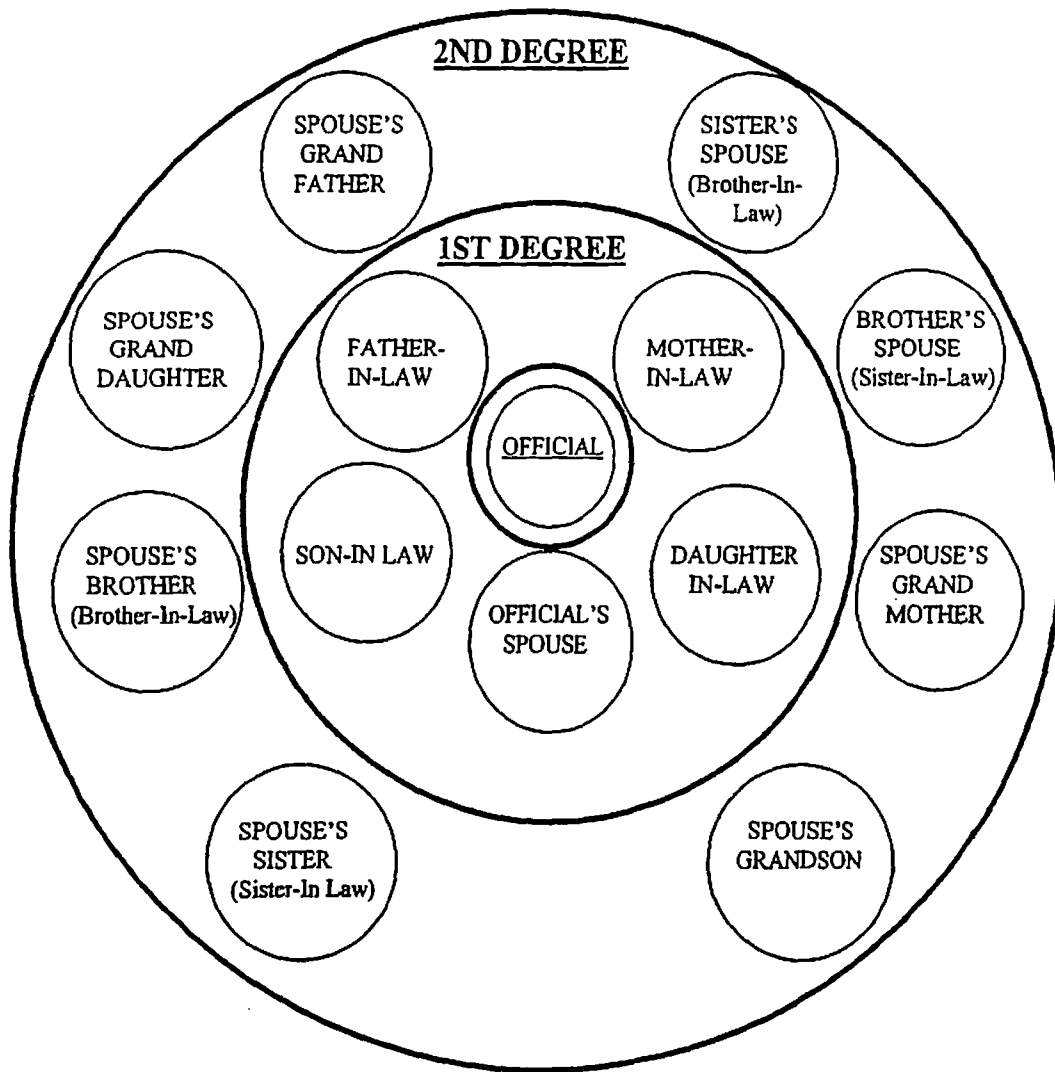 2ND DEGREE
SPOUSE'S
GRAND
FATHER
SISTER'S
SPOUSE
(Brother-In-
Law)
1ST DEGREE
SPOUSE'S
GRAND
DAUGHTER
FATHER-
IN-LAW
MOTHER-
IN-LAW
BROTHER'S
SPOUSE
(Sister-In-Law)
OFFICIAL
SPOUSE'S
BROTHER
(Brother-In-Law)
SON-IN LAW
OFFICIAL'S
SPOUSE
DAUGHTER
IN-LAW
SPOUSE'S
GRAND
MOTHER
SPOUSE'S
SISTER
(Sister-In Law)
SPOUSE'S
GRANDSON